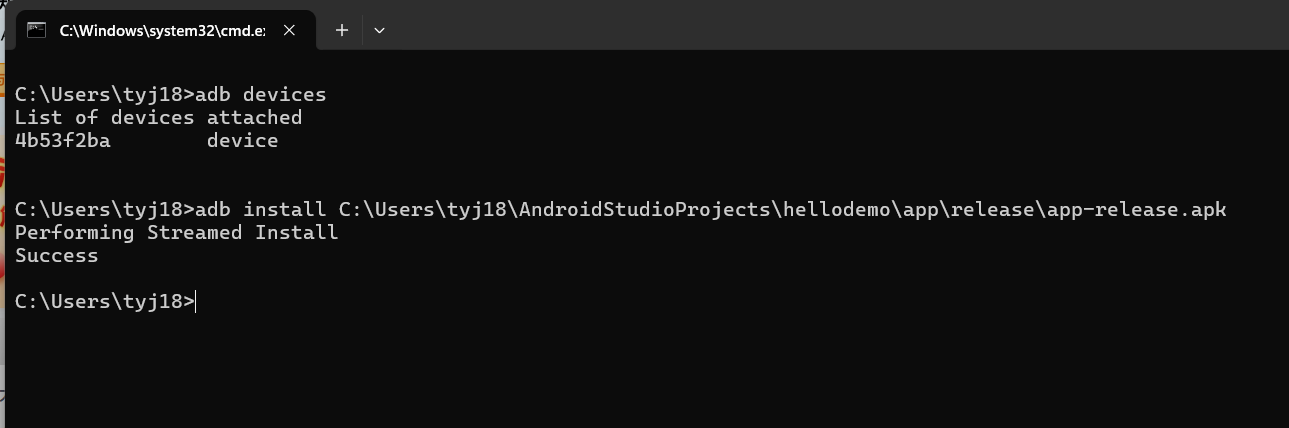 C:\Windows\system32\cmd.e
C:\Users\tyj18>adb devices
List of devices attached
4b53f2ba        device
C:\Users\tyj18>adb install C:\Users\tyj18\AndroidStudioProjects\hellodemo\app\release\app-release.apk
Performing Streamed Install
Success
C:\Users\tyj18>